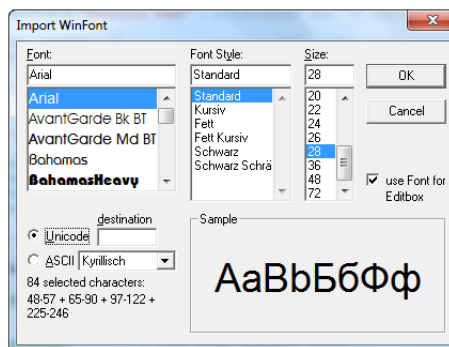 Import WinFont
Font:
Arial
Arial
AvantGarde Bk BT
AvantGarde Md BT
Bahamas
BahamasHeavy
Font Style:
Standard
Standard
Kursiv
Fett
Fett Kursiv
Schwarz
Schwarz Schrä
Size:
28
20
22
24
26
28
36
48
72
OK
Cancel
use Font for
Editbox
destination
Unicode
ASCII
Kyrillisch
84 selected characters:
48-57 + 65-90 + 97-122 +
225-246
Sample
АаВbБбФф